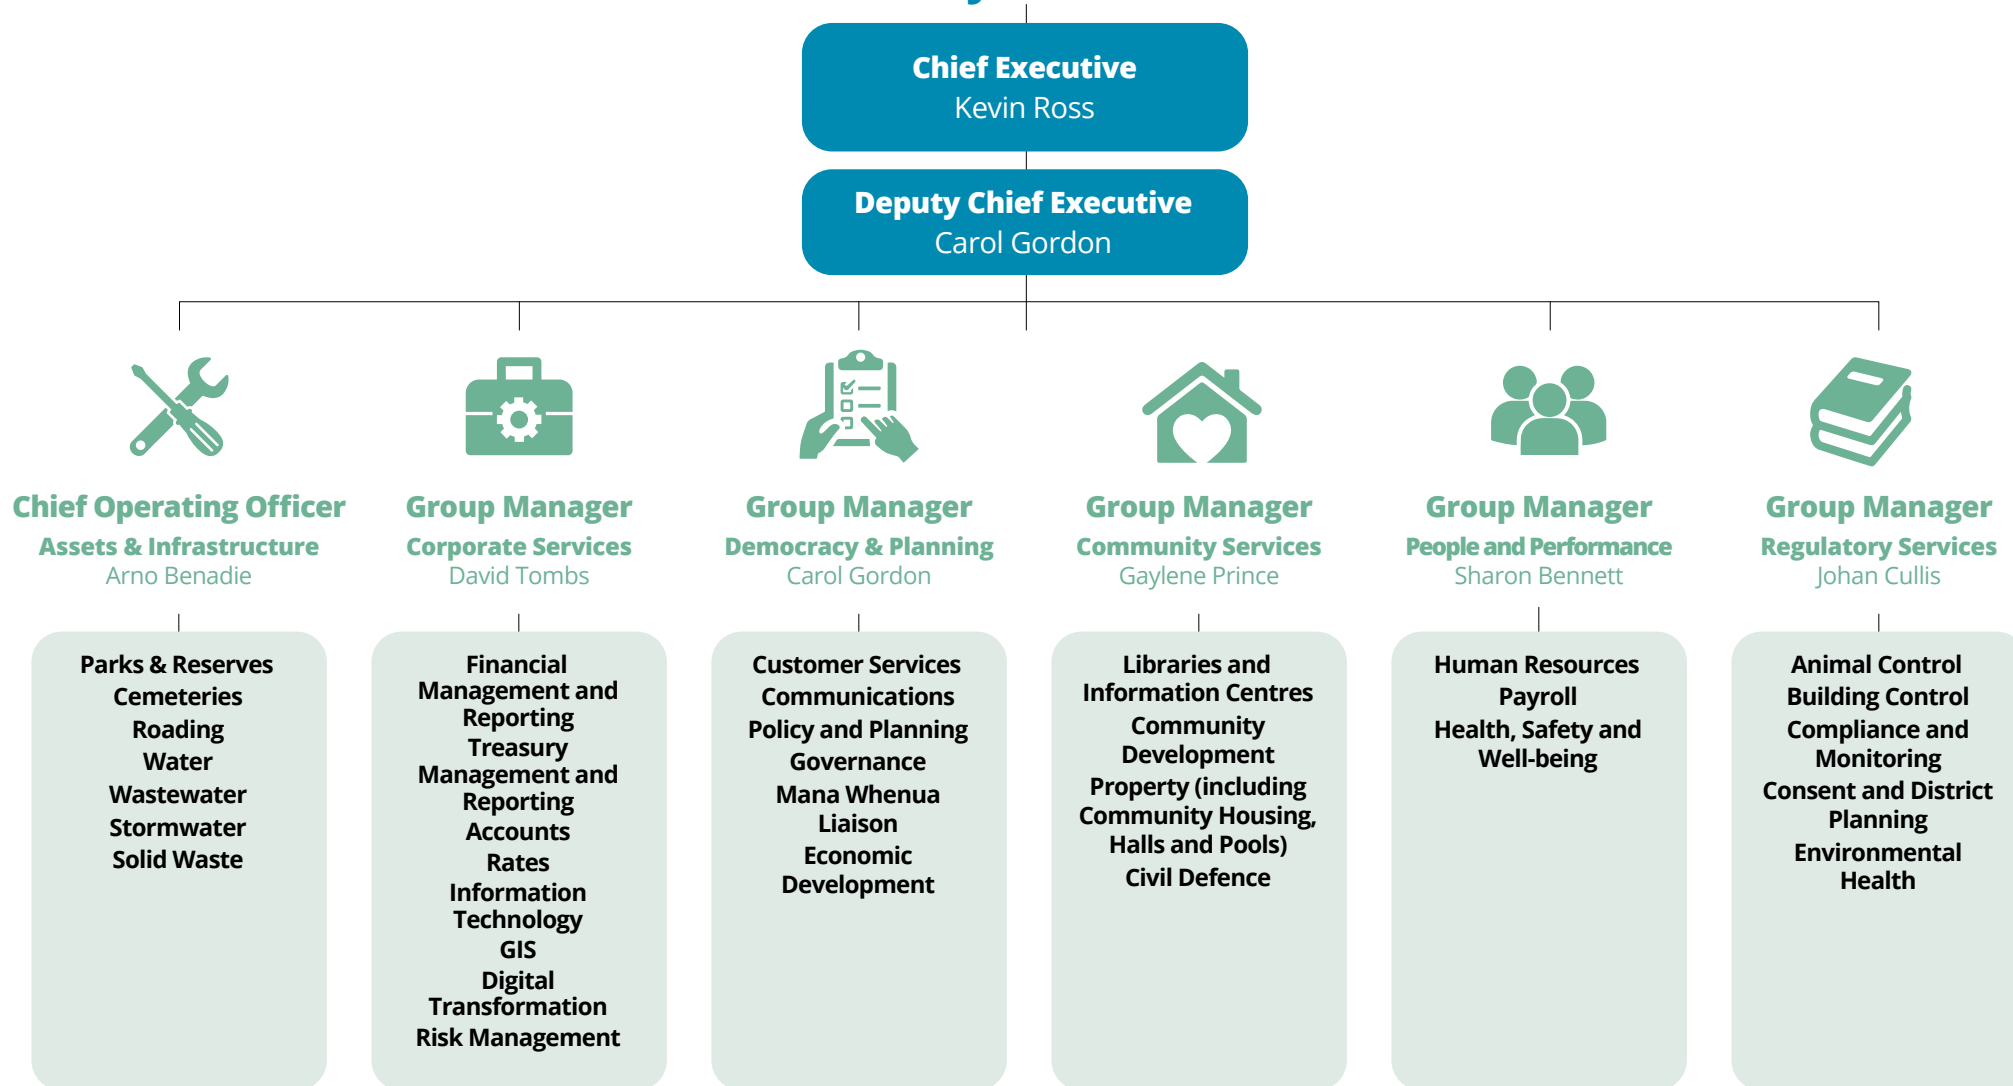 Chief Executive
Kevin Ross
Deputy Chief Executive
Carol Gordon
Chief Operating Officer
Assets & Infrastructure
Arno Benadie
Parks & Reserves
Cemeteries
Roading
Water
Wastewater
Stormwater
Solid Waste
Group Manager
Corporate Services
David Tombs
Financial
Management and
Reporting
Treasury
Management and
Reporting
Accounts
Rates
Information
Technology
GIS
Digital
Transformation
Risk Management
Group Manager
Democracy & Planning
Carol Gordon
Customer Services
Communications
Policy and Planning
Governance
Mana Whenua
Liaison
Economic
Development
Group Manager
Community Services
Gaylene Prince
Libraries and
Information Centres
Community
Development
Property (including
Community Housing,
Halls and Pools)
Civil Defence
Group Manager
People and Performance
Sharon Bennett
Human Resources
Payroll
Health, Safety and
Well-being
Group Manager
Regulatory Services
Johan Cullis
Animal Control
Building Control
Compliance and
Monitoring
Consent and District
Planning
Environmental
Health